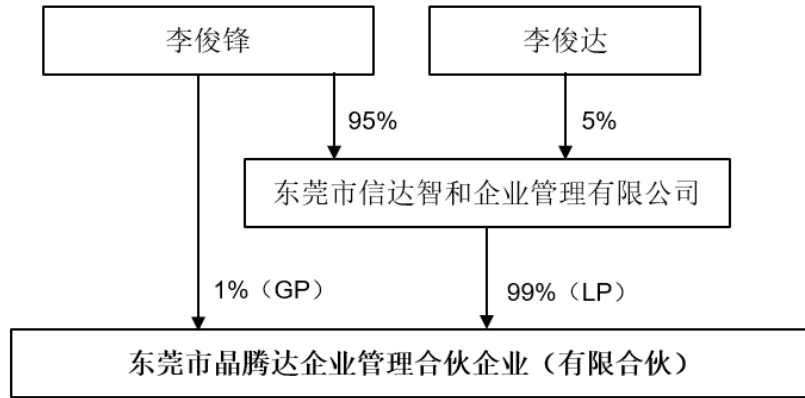 李俊锋
李俊达
95%
5%
东莞市信达智和企业管理有限公司
1%（GP）
99%（LP）
东莞市晶腾达企业管理合伙企业（有限合伙）